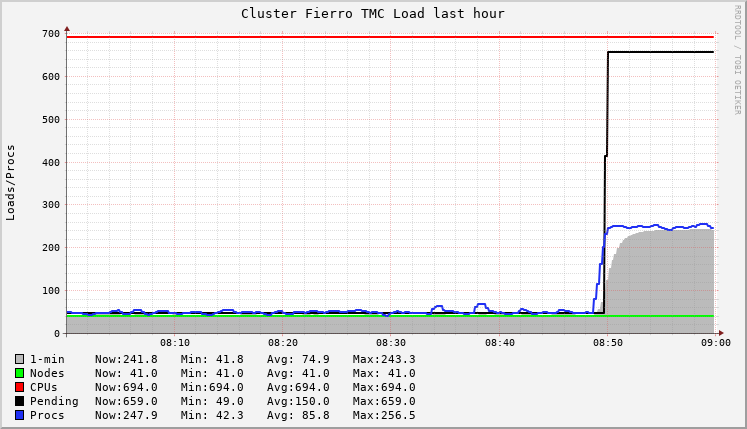 Cluster Fierro TMC Load last hour
RRDTOOL / TOBI OETIKER
Loads/Procs
700
600
500
400
300
200
100
0
08:10 08:20 08:30 08:40 08:50 09:00
1-min Now:241.8 Min: 41.8 Avg: 74.9 Max:243.3
Nodes Now: 41.0 Min: 41.0 Avg: 41.0 Max: 41.0
CPUs Now:694.0 Min:694.0 Avg:694.0 Max:694.0
Pending Now:659.0 Min: 49.0 Avg:150.0 Max:659.0
Procs Now:247.9 Min: 42.3 Avg: 85.8 Max:256.5